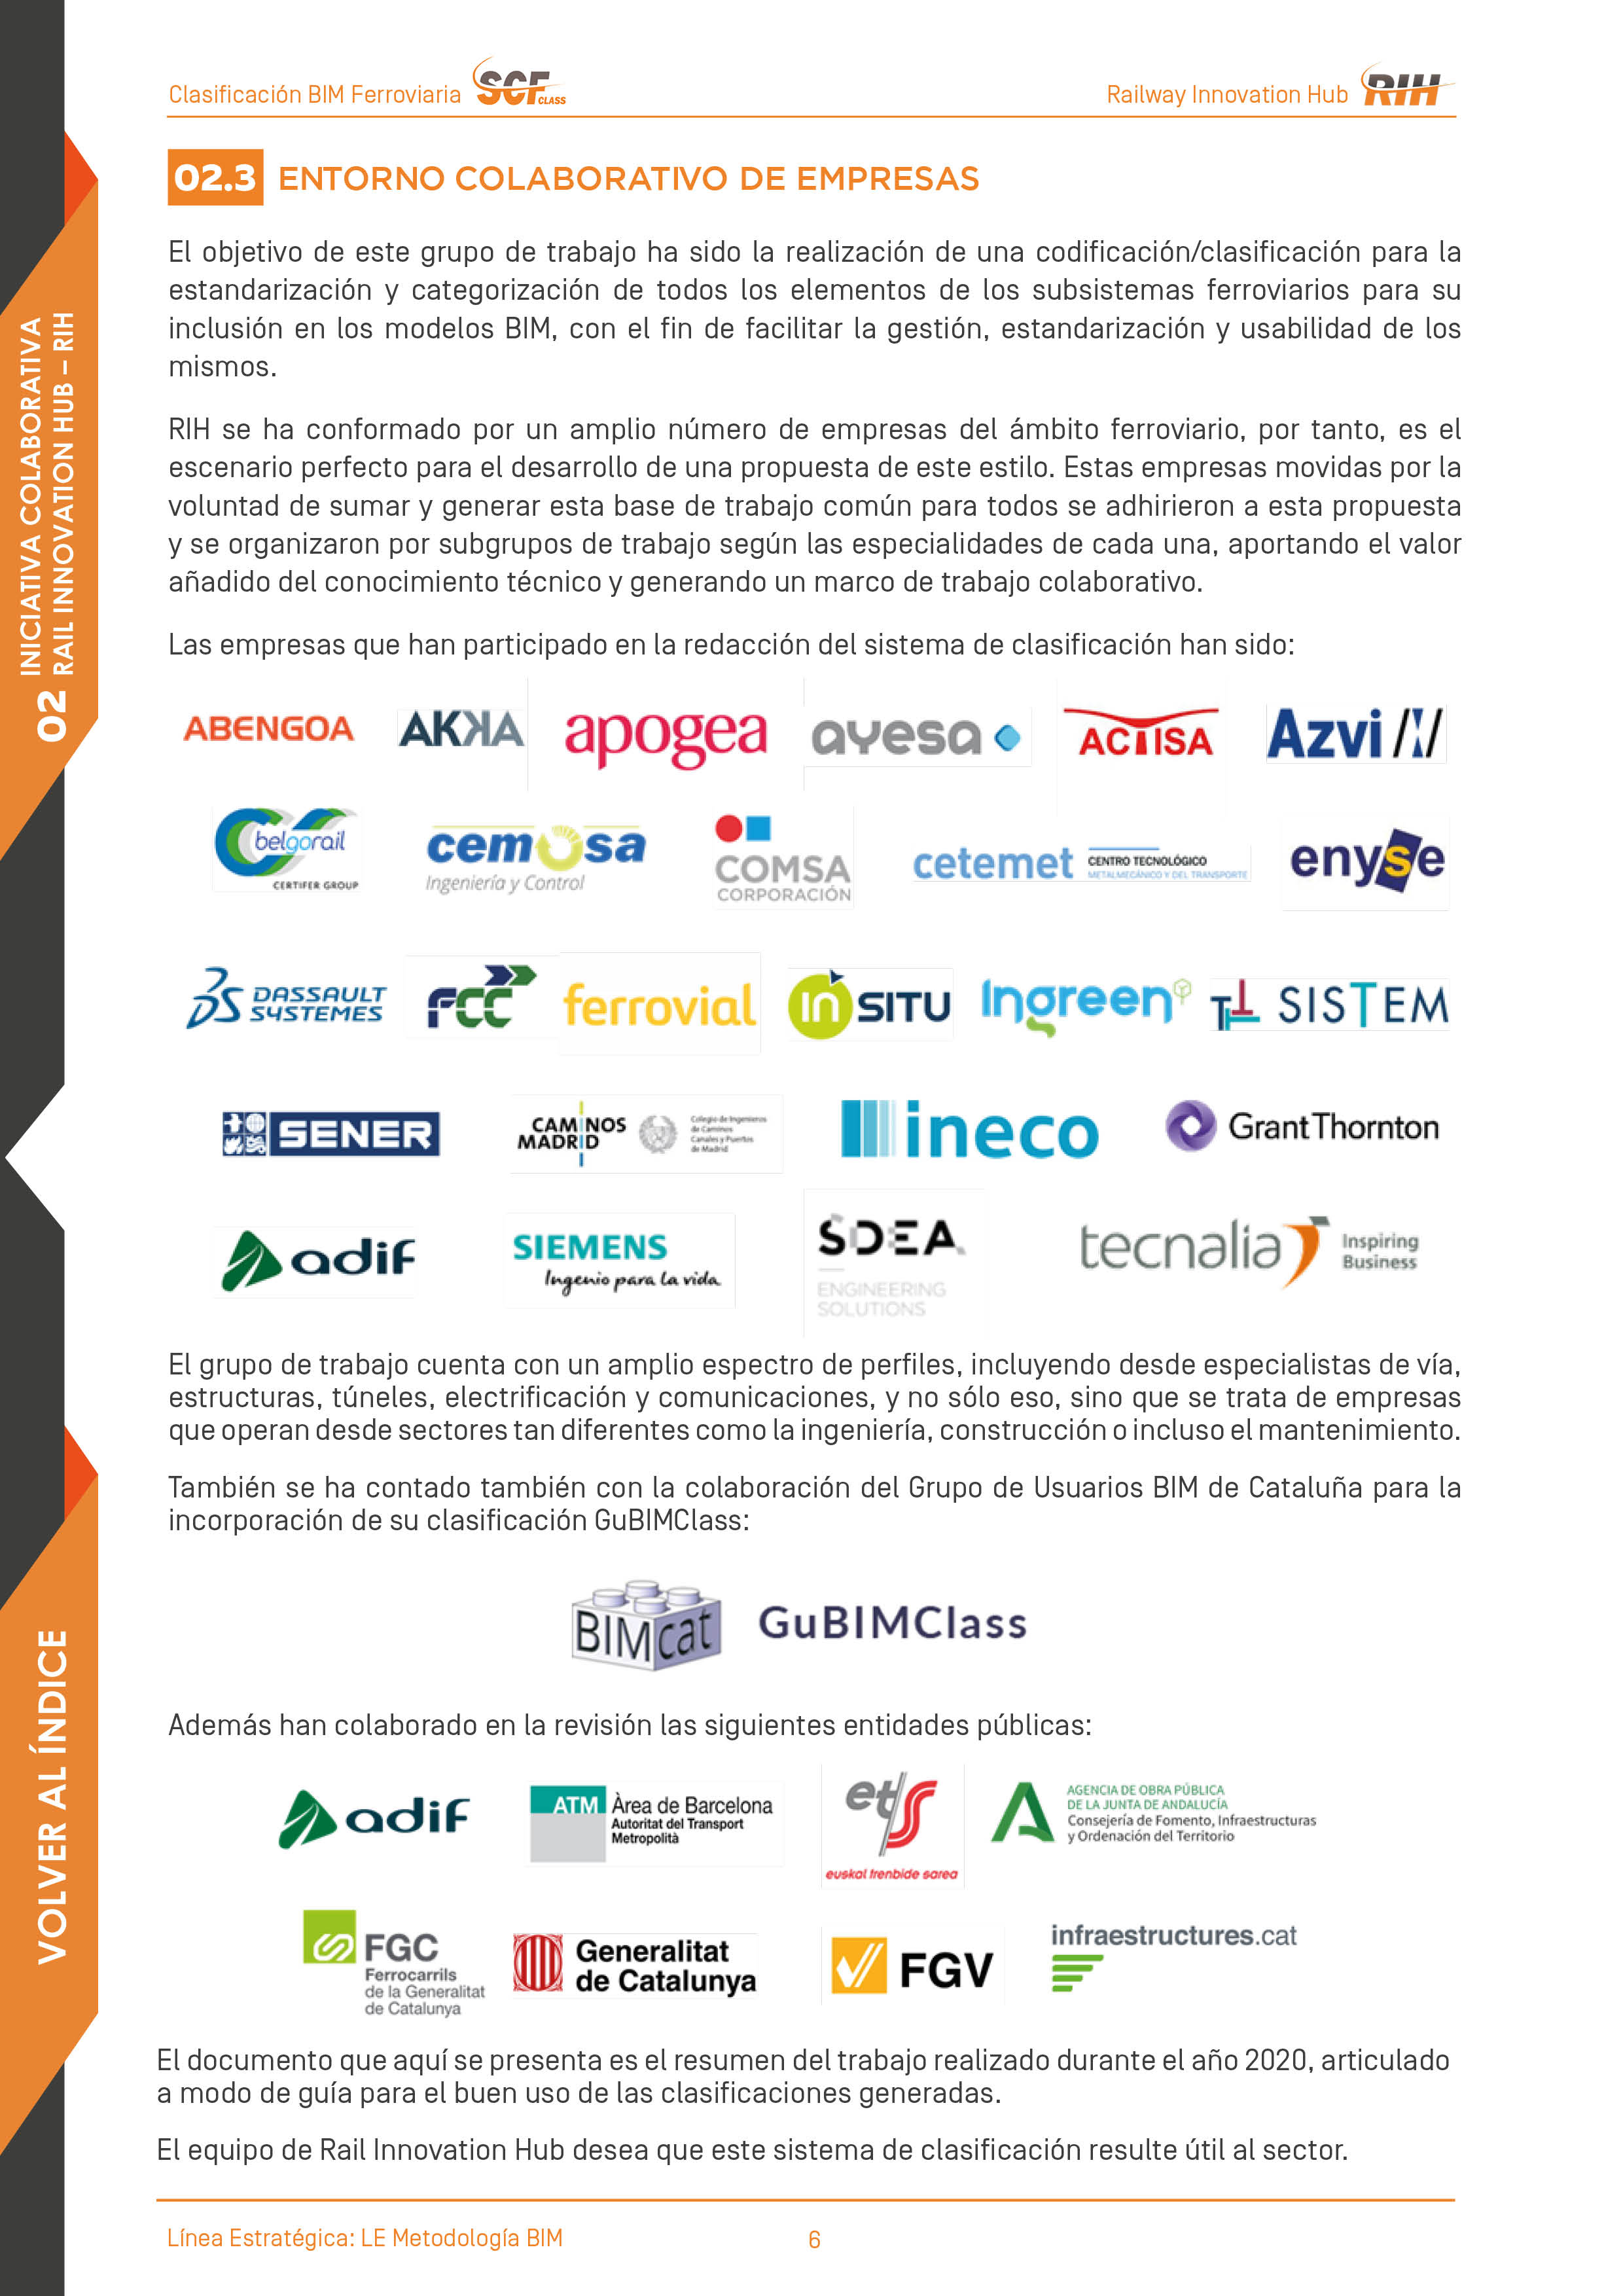 Clasificación BIM Ferroviaria SCF CLASS
Railway Innovation Hub RIH
02.3 ENTORNO COLABORATIVO DE EMPRESAS
El objetivo de este grupo de trabajo ha sido la realización de una codificación/clasificación para la
estandarización y categorización de todos los elementos de los subsistemas ferroviarios para su
inclusión en los modelos BIM, con el fin de facilitar la gestión, estandarización y usabilidad de los
mismos.
RIH se ha conformado por un amplio número de empresas del ámbito ferroviario, por tanto, es el
escenario perfecto para el desarrollo de una propuesta de este estilo. Estas empresas movidas por la
voluntad de sumar y generar esta base de trabajo común para todos se adhirieron a esta propuesta
y se organizaron por subgrupos de trabajo según las especialidades de cada una, aportando el valor
añadido del conocimiento técnico y generando un marco de trabajo colaborativo.
Las empresas que han participado en la redacción del sistema de clasificación han sido:
ABENGOA
AKKA
apogea
ayesa
ACTISA
Azvi
belgorail
CERTIFER GROUP
cemosa
Ingeniería y Control
COMSA
CORPORACIÓN
cetemet
CENTRO TECNOLÓGICO
METALMECÁNICO Y DEL TRANSPORTE
enyse
DASSAULT
SYSTEMES
FCC
ferrovial
in SITU
Ingreen
SISTEM
SENER
CAMINOS
MADRID
Colegio de Ingenieros
de Caminos
Canales y Puertos
de Madrid
ineco
Grant Thornton
adif
SIEMENS
Ingenio para la vida
SDEA
ENGINEERING
SOLUTIONS
tecnalia
Inspiring
Business
El grupo de trabajo cuenta con un amplio espectro de perfiles, incluyendo desde especialistas de vía,
estructuras, túneles, electrificación y comunicaciones, y no sólo eso, sino que se trata de empresas
que operan desde sectores tan diferentes como la ingeniería, construcción o incluso el mantenimiento.
También se ha contado también con la colaboración del Grupo de Usuarios BIM de Cataluña para la
incorporación de su clasificación GuBIMClass:
BIMcat
GuBIMClass
Además han colaborado en la revisión las siguientes entidades públicas:
adif
ATM Àrea de Barcelona
Autoritat del Transport
Metropolità
ets
euskal trenbide sarea
AGENCIA DE OBRA PÚBLICA
DE LA JUNTA DE ANDALUCÍA
Consejería de Fomento, Infraestructuras
y Ordenación del Territorio
FGC
Ferrocarrils
de la Generalitat
de Catalunya
Generalitat
de Catalunya
FGV
infraestructures.cat
El documento que aquí se presenta es el resumen del trabajo realizado durante el año 2020, articulado
a modo de guía para el buen uso de las clasificaciones generadas.
El equipo de Rail Innovation Hub desea que este sistema de clasificación resulte útil al sector.
Línea Estratégica: LE Metodología BIM
6
02 INICIATIVA COLABORATIVA
RAIL INNOVATION HUB – RIH
VOLVER AL ÍNDICE